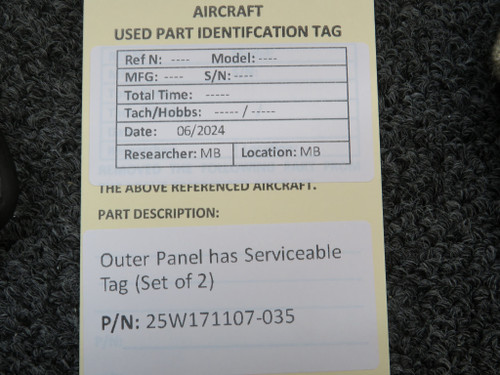 AIRCRAFT
USED PART IDENTIFCATION TAG
Ref N: ---- Model: ----
MFG: ---- S/N: ----
Total Time: -----
Tach/Hobbs: ----- / -----
Date: 06/2024
Researcher: MB Location: MB
THE ABOVE REFERENCED AIRCRAFT.
PART DESCRIPTION:
Outer Panel has Serviceable
Tag (Set of 2)
P/N: 25W171107-035